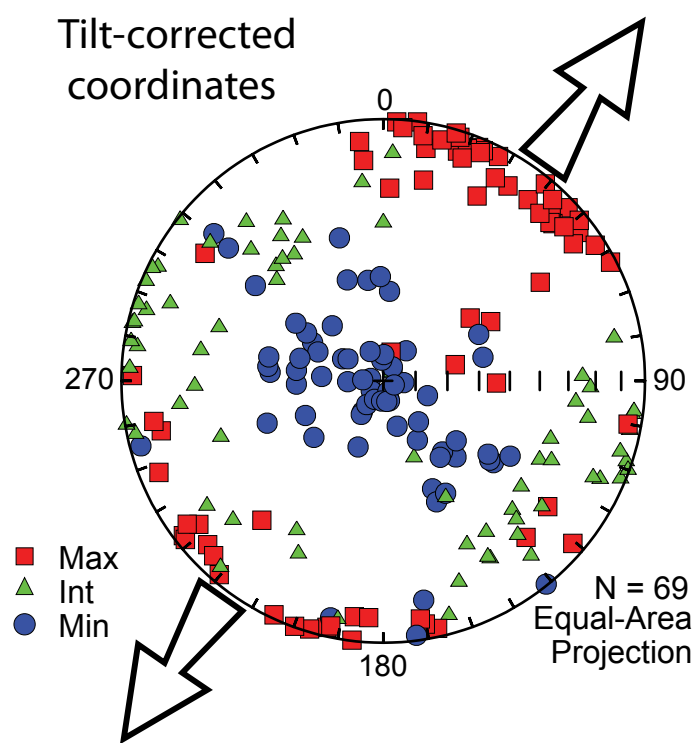 Tilt-corrected
coordinates
0
270
90
Max
Int
Min
N = 69
Equal-Area
Projection
180